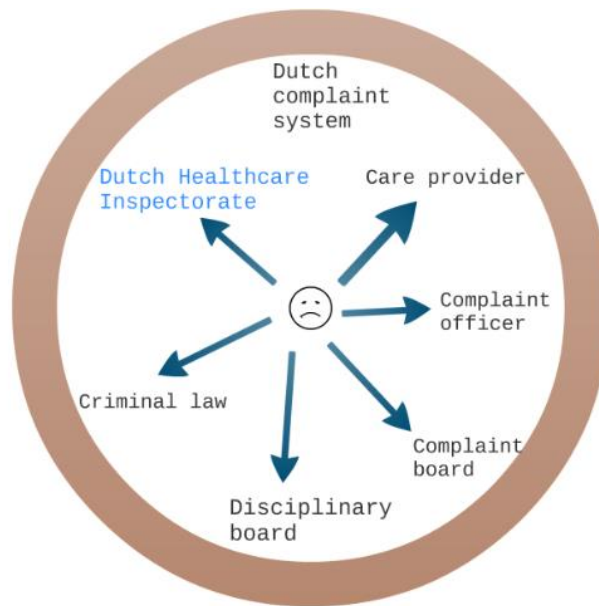 Dutch
complaint
system
Dutch Healthcare
Inspectorate
Care provider
Complaint
officer
Criminal law
Complaint
board
Disciplinary
board